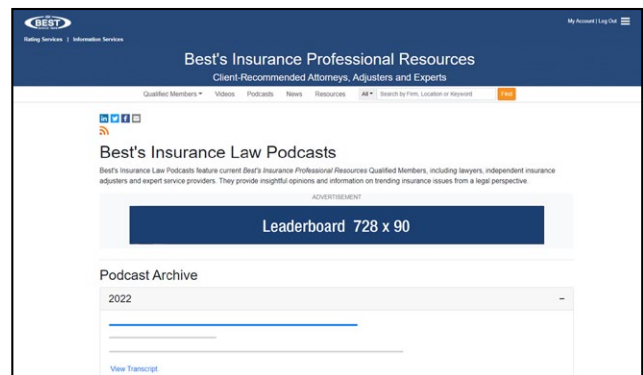 BEST
My Account | Log Out
Rating Services | Information Services
Best's Insurance Professional Resources
Client-Recommended Attorneys, Adjusters and Experts
Qualified Members Videos Podcasts News Resources All Search by Firm, Location or Keyword Find
Best's Insurance Law Podcasts
Best's Insurance Law Podcasts feature current Best's Insurance Professional Resources Qualified Members, including lawyers, independent insurance
adjusters and expert service providers. They provide insightful opinions and information on trending insurance issues from a legal perspective.
ADVERTISEMENT
Leaderboard 728 x 90
Podcast Archive
2022 −
View Transcript